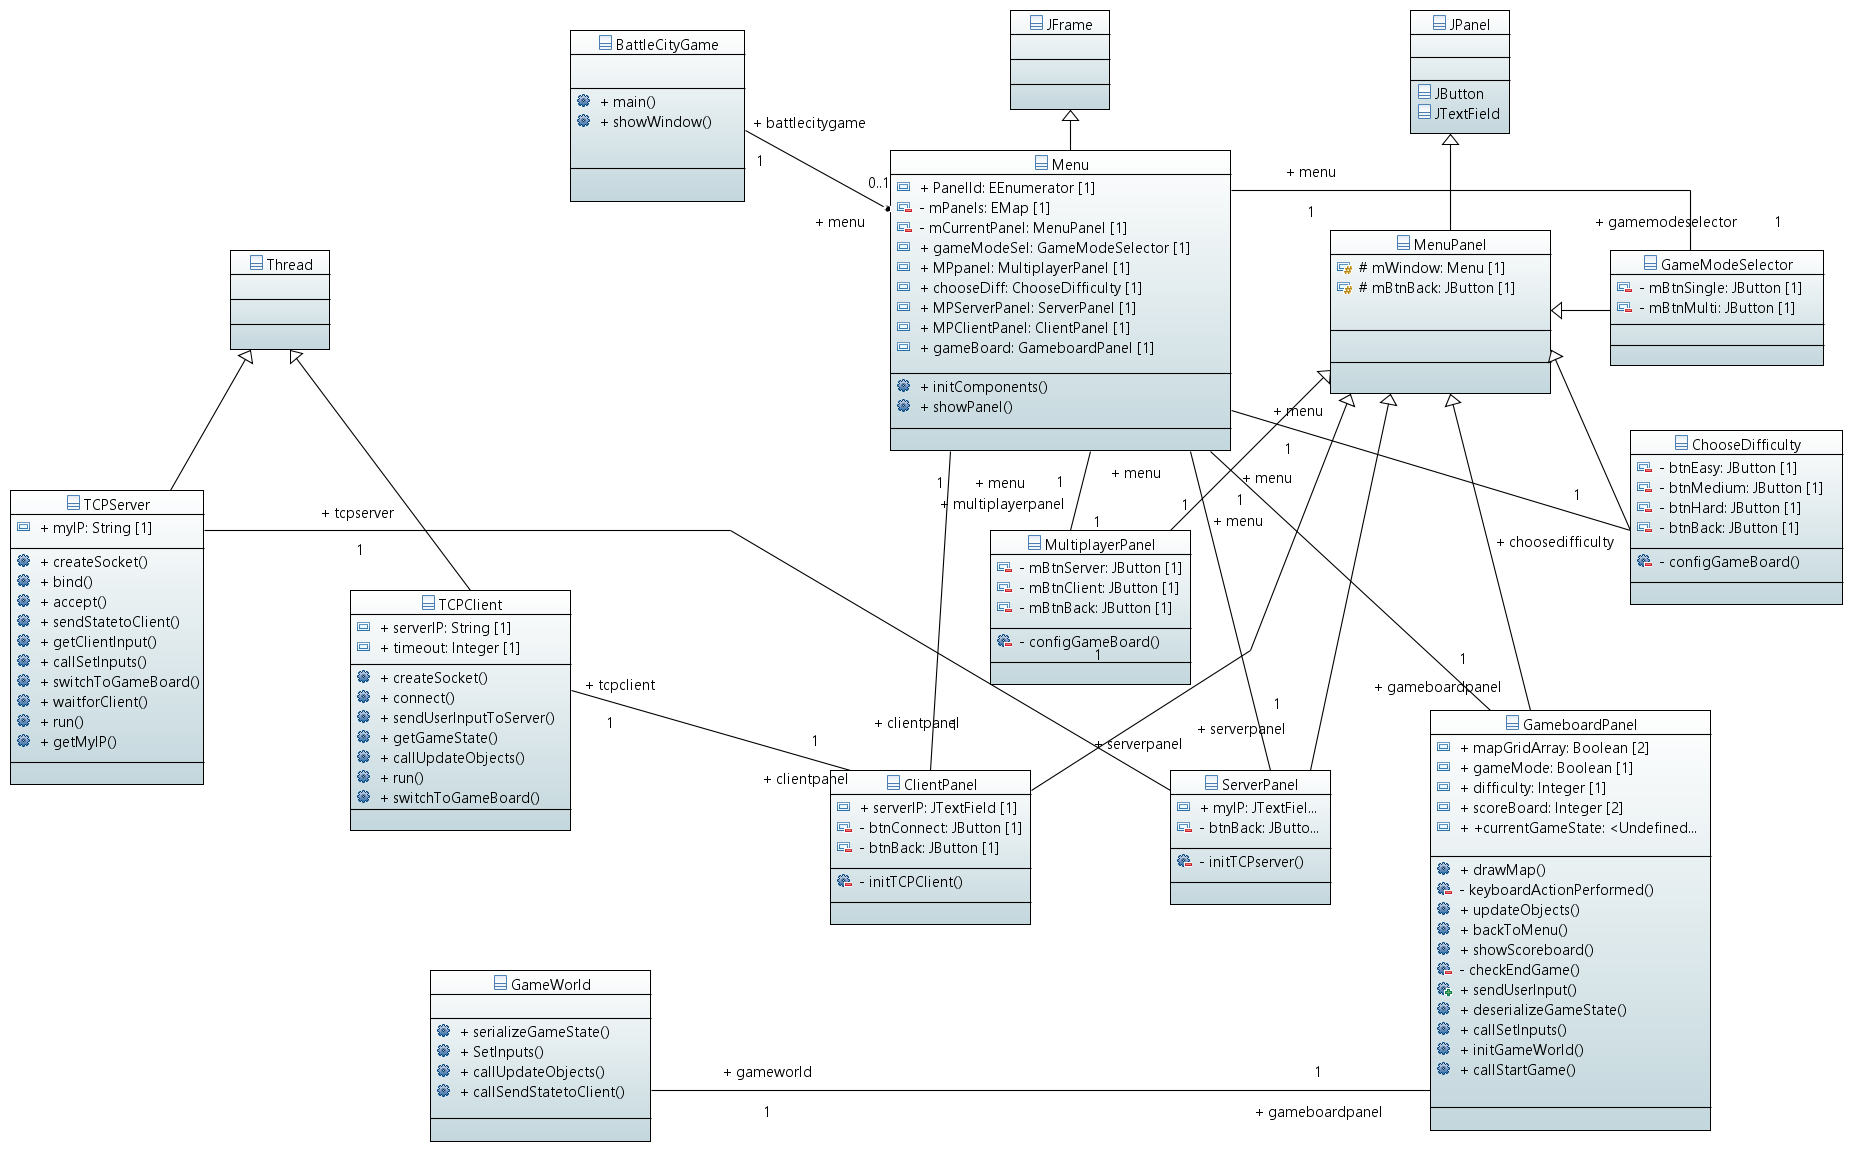 BattleCityGame
+ main()
+ showWindow()
JFrame
JPanel
JButton
JTextField
+ battlecitygame
1
0..1
+ menu
Menu
+ PanelId: EEnumerator [1]
- mPanels: EMap [1]
- mCurrentPanel: MenuPanel [1]
+ gameModeSel: GameModeSelector [1]
+ MPpanel: MultiplayerPanel [1]
+ chooseDiff: ChooseDifficulty [1]
+ MPServerPanel: ServerPanel [1]
+ MPClientPanel: ClientPanel [1]
+ gameBoard: GameboardPanel [1]
+ initComponents()
+ showPanel()
+ menu
1
+ gamemodeselector
1
MenuPanel
# mWindow: Menu [1]
# mBtnBack: JButton [1]
GameModeSelector
- mBtnSingle: JButton [1]
- mBtnMulti: JButton [1]
Thread
+ menu
1
1
+ choosedifficulty
ChooseDifficulty
- btnEasy: JButton [1]
- btnMedium: JButton [1]
- btnHard: JButton [1]
- btnBack: JButton [1]
- configGameBoard()
TCPServer
+ myIP: String [1]
+ createSocket()
+ bind()
+ accept()
+ sendStatetoClient()
+ getClientInput()
+ callSetInputs()
+ switchToGameBoard()
+ waitforClient()
+ run()
+ getMyIP()
+ tcpserver
1
1
+ menu
1
+ menu
+ menu
+ multiplayerpanel
1
1
+ menu
1
MultiplayerPanel
- mBtnServer: JButton [1]
- mBtnClient: JButton [1]
- mBtnBack: JButton [1]
- configGameBoard()
1
TCPClient
+ serverIP: String [1]
+ timeout: Integer [1]
+ createSocket()
+ connect()
+ sendUserInputToServer()
+ getGameState()
+ callUpdateObjects()
+ run()
+ switchToGameBoard()
+ tcpclient
1
1
+ clientpanel
+ clientpanel
1
+ serverpanel
1
+ serverpanel
1
+ gameboardpanel
ClientPanel
+ serverIP: JTextField [1]
- btnConnect: JButton [1]
- btnBack: JButton [1]
- initTCPClient()
ServerPanel
+ myIP: JTextFiel...
- btnBack: JButto...
- initTCPserver()
GameboardPanel
+ mapGridArray: Boolean [2]
+ gameMode: Boolean [1]
+ difficulty: Integer [1]
+ scoreBoard: Integer [2]
+ +currentGameState: <Undefined...
+ drawMap()
- keyboardActionPerformed()
+ updateObjects()
+ backToMenu()
+ showScoreboard()
- checkEndGame()
+ sendUserInput()
+ deserializeGameState()
+ callSetInputs()
+ initGameWorld()
+ callStartGame()
GameWorld
+ serializeGameState()
+ SetInputs()
+ callUpdateObjects()
+ callSendStatetoClient()
+ gameworld
1
1
+ gameboardpanel